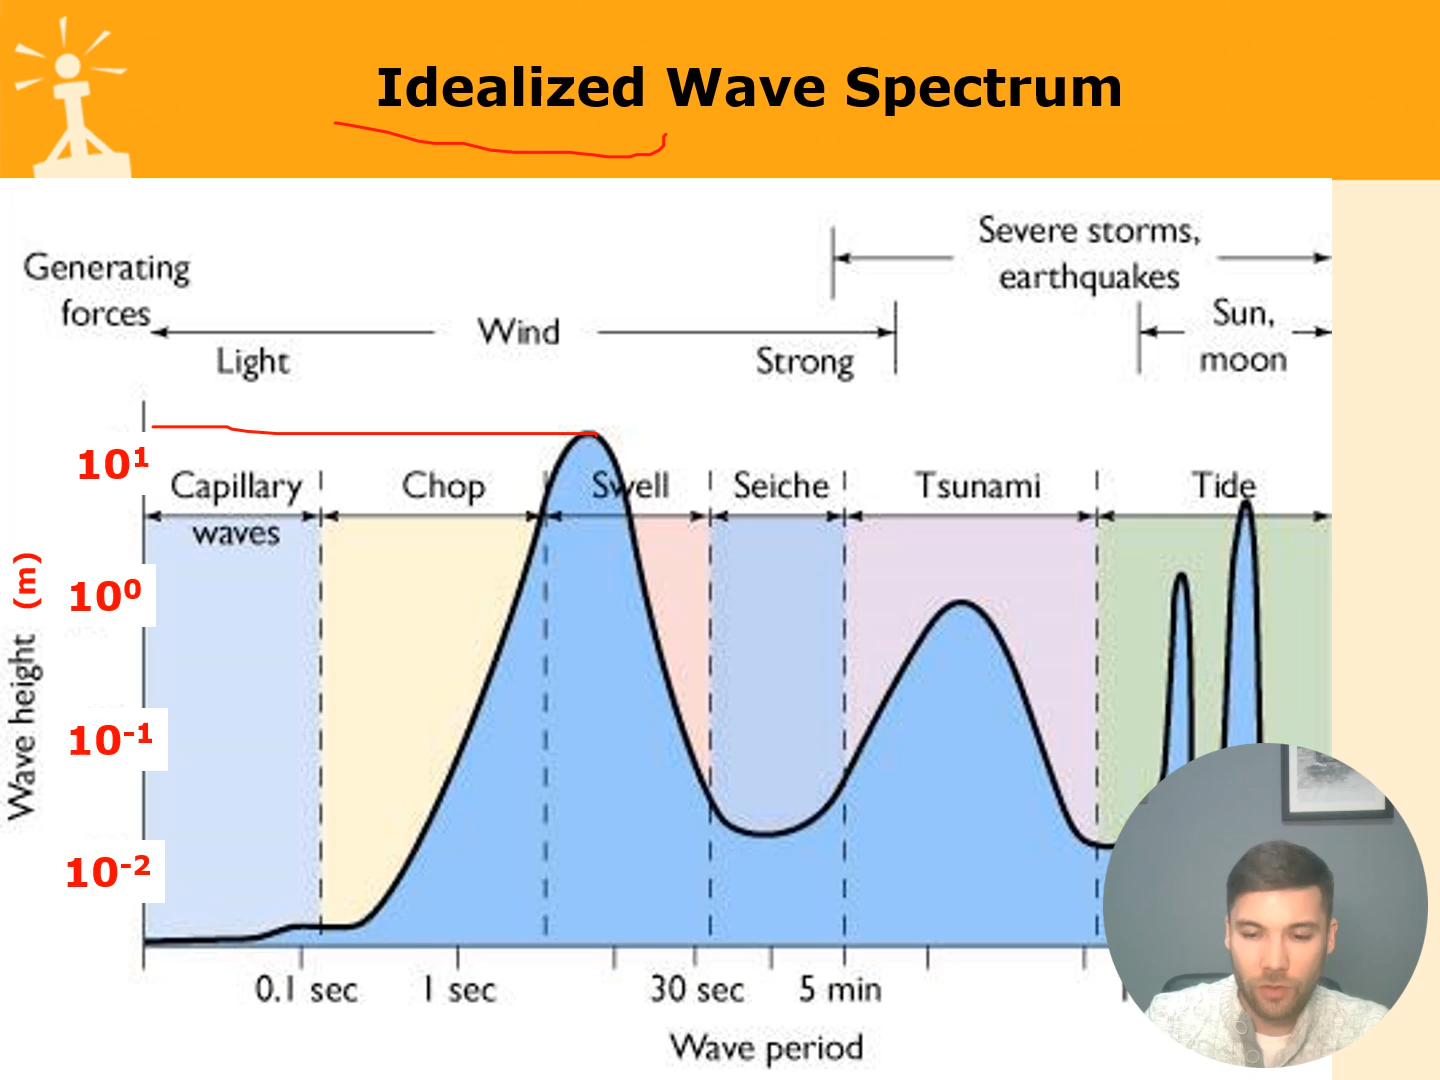 Idealized Wave Spectrum
Severe storms,
earthquakes
Generating
forces
Sun,
moon
Wind
Light
Strong
10¹
Capillary
waves
Chop
Swell
Seiche
Tsunami
Tide
Wave height (m)
10⁰
10⁻¹
10⁻²
0.1 sec
1 sec
30 sec
5 min
Wave period